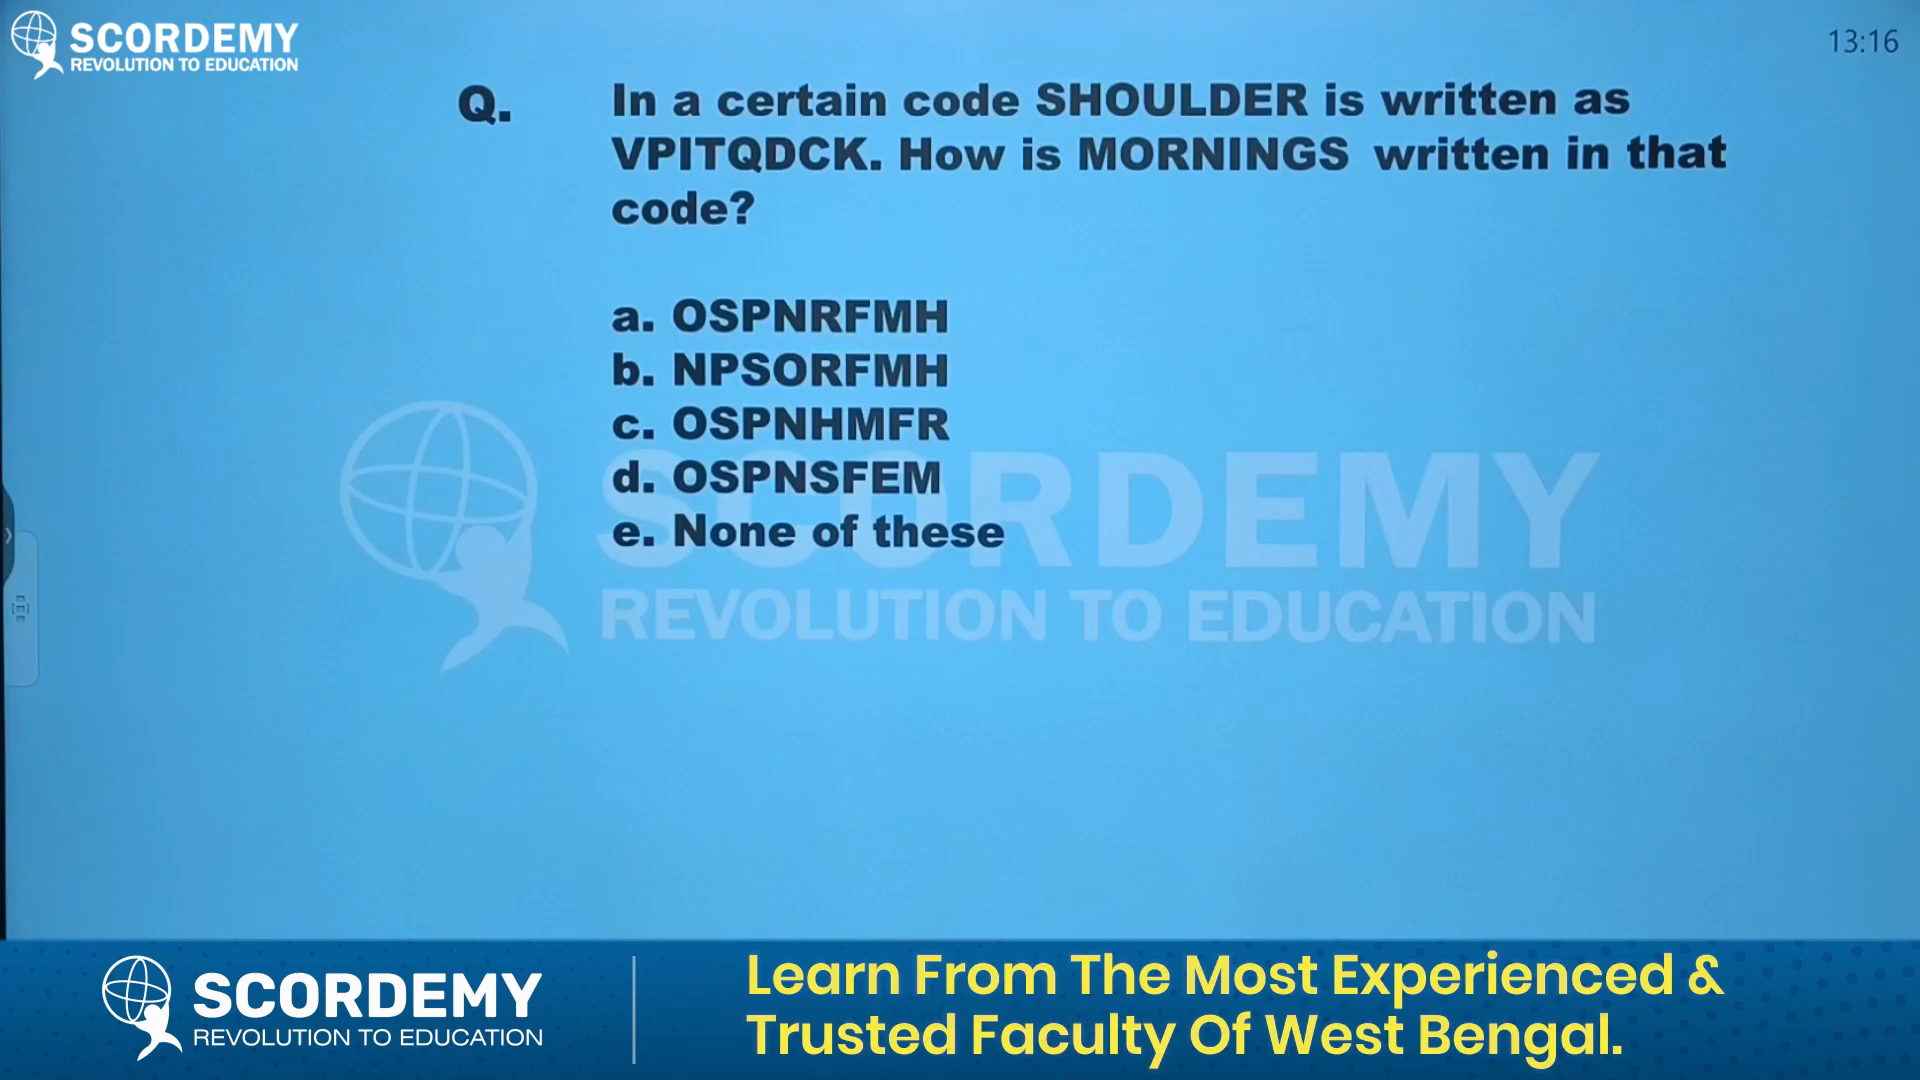 SCORDEMY
REVOLUTION TO EDUCATION
13:16
Q. In a certain code SHOULDER is written as
VPITQDCK. How is MORNINGS written in that
code?
a. OSPNRFMH
b. NPSORFMH
c. OSPNHMFR
d. OSPNSFEM
e. None of these
SCORDEMY
REVOLUTION TO EDUCATION
SCORDEMY
REVOLUTION TO EDUCATION
Learn From The Most Experienced &
Trusted Faculty Of West Bengal.